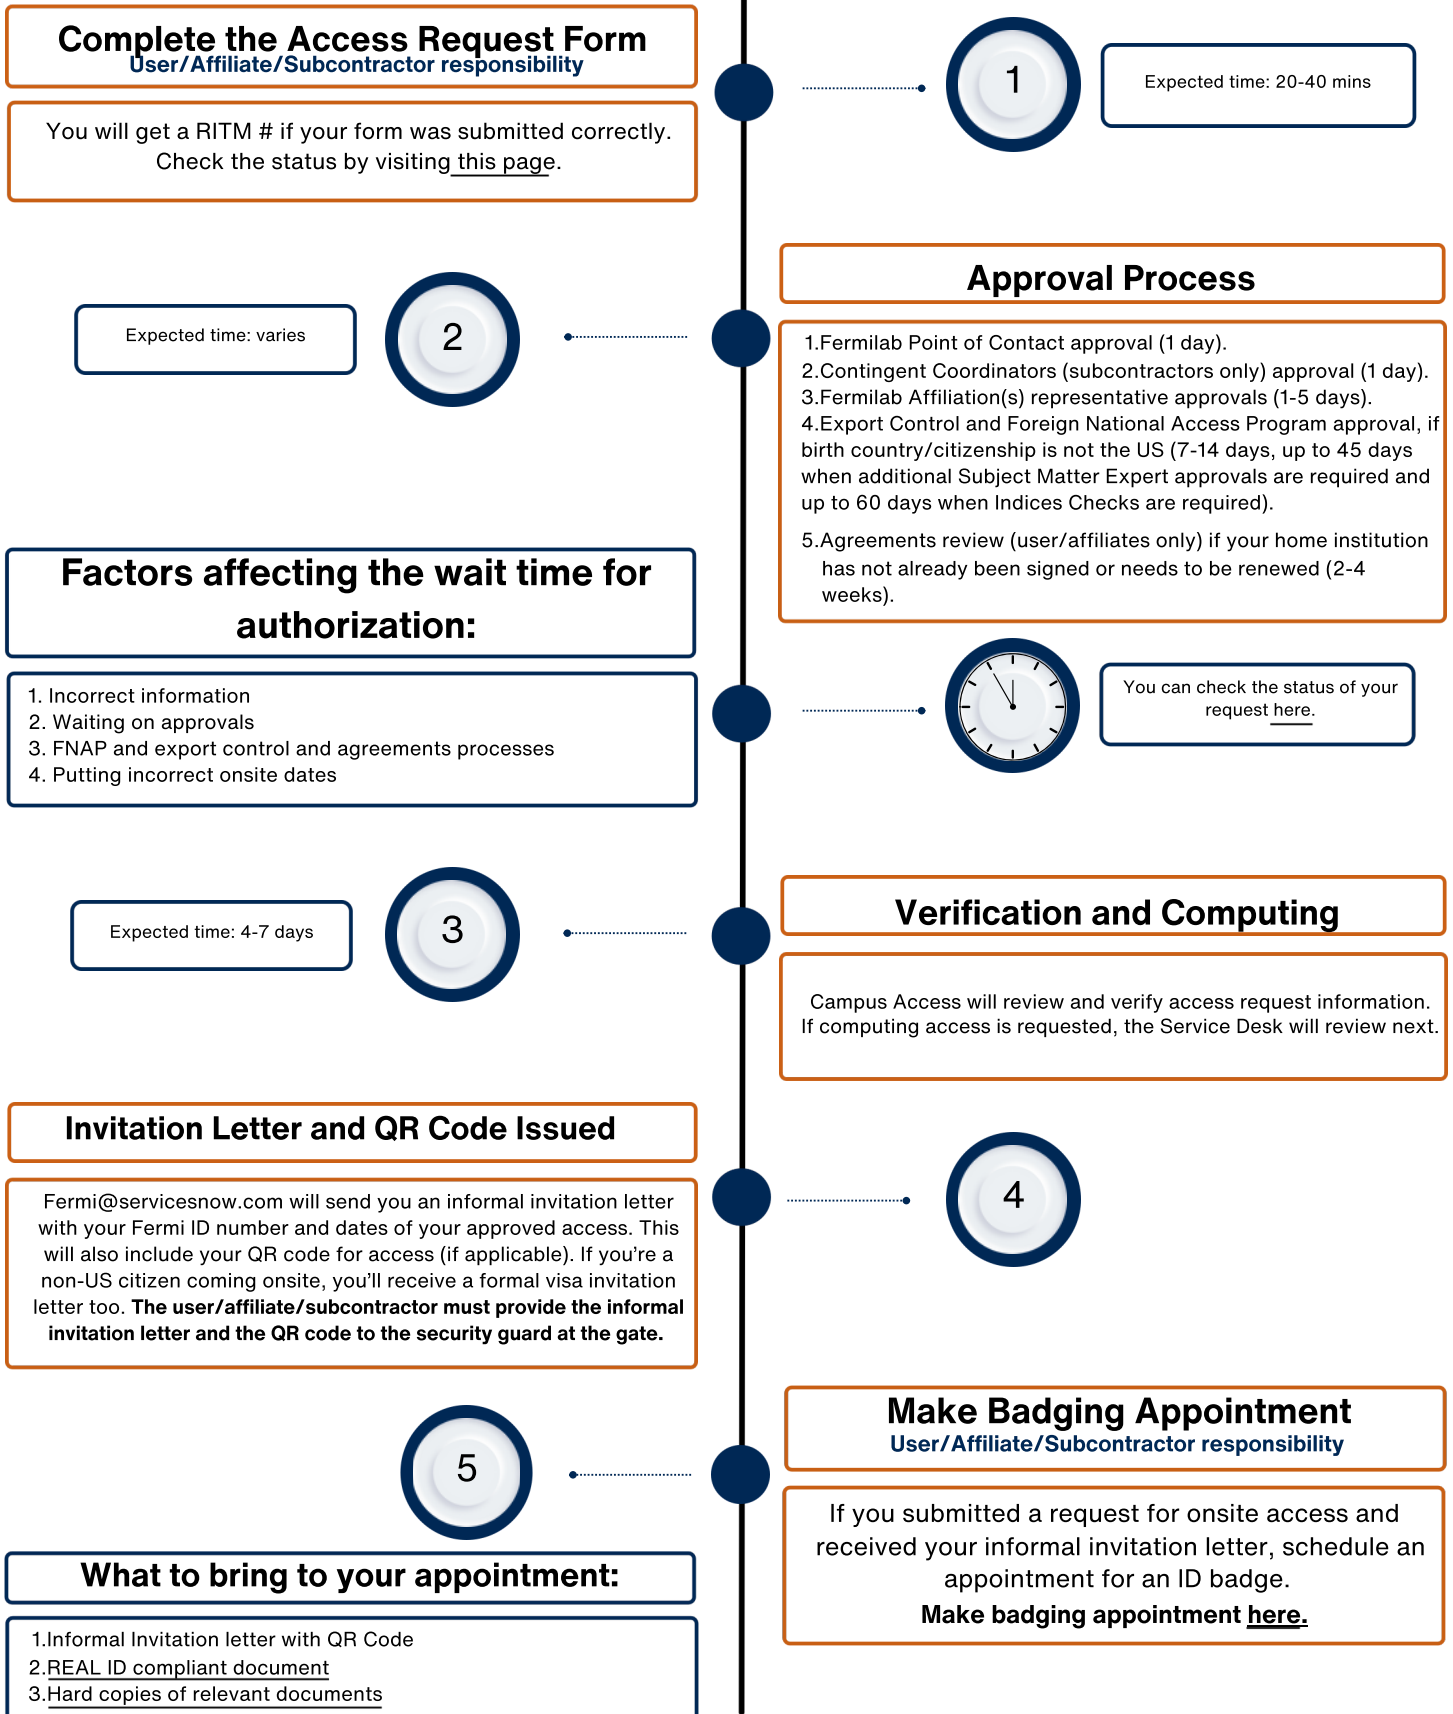 Complete the Access Request Form
User/Affiliate/Subcontractor responsibility
1
Expected time: 20-40 mins
You will get a RITM # if your form was submitted correctly.
Check the status by visiting this page.
Approval Process
Expected time: varies
2
1.Fermilab Point of Contact approval (1 day).
2.Contingent Coordinators (subcontractors only) approval (1 day).
3.Fermilab Affiliation(s) representative approvals (1-5 days).
4.Export Control and Foreign National Access Program approval, if
birth country/citizenship is not the US (7-14 days, up to 45 days
when additional Subject Matter Expert approvals are required and
up to 60 days when Indices Checks are required).
5.Agreements review (user/affiliates only) if your home institution
has not already been signed or needs to be renewed (2-4
weeks).
Factors affecting the wait time for
authorization:
1. Incorrect information
2. Waiting on approvals
3. FNAP and export control and agreements processes
4. Putting incorrect onsite dates
You can check the status of your
request here.
Expected time: 4-7 days
3
Verification and Computing
Campus Access will review and verify access request information.
If computing access is requested, the Service Desk will review next.
Invitation Letter and QR Code Issued
4
Fermi@servicesnow.com will send you an informal invitation letter
with your Fermi ID number and dates of your approved access. This
will also include your QR code for access (if applicable). If you're a
non-US citizen coming onsite, you'll receive a formal visa invitation
letter too. The user/affiliate/subcontractor must provide the informal
invitation letter and the QR code to the security guard at the gate.
5
Make Badging Appointment
User/Affiliate/Subcontractor responsibility
If you submitted a request for onsite access and
received your informal invitation letter, schedule an
appointment for an ID badge.
Make badging appointment here.
What to bring to your appointment:
1.Informal Invitation letter with QR Code
2.REAL ID compliant document
3.Hard copies of relevant documents